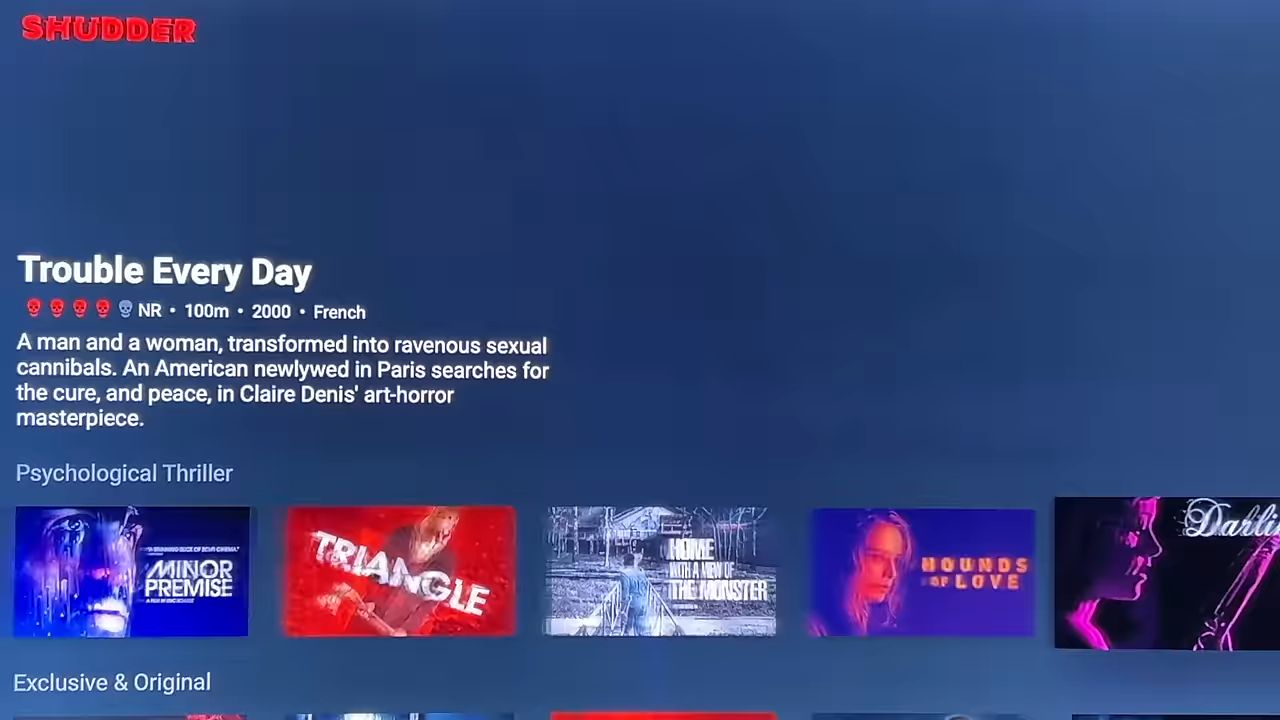 SHUDDER
Trouble Every Day
NR • 100m • 2000 • French
A man and a woman, transformed into ravenous sexual
cannibals. An American newlywed in Paris searches for
the cure, and peace, in Claire Denis' art-horror
masterpiece.
Psychological Thriller
MINOR
PREMISE
TRIANGLE
HOME
WITH A VIEW OF
THE MONSTER
HOUNDS
OF LOVE
Darli
Exclusive & Original